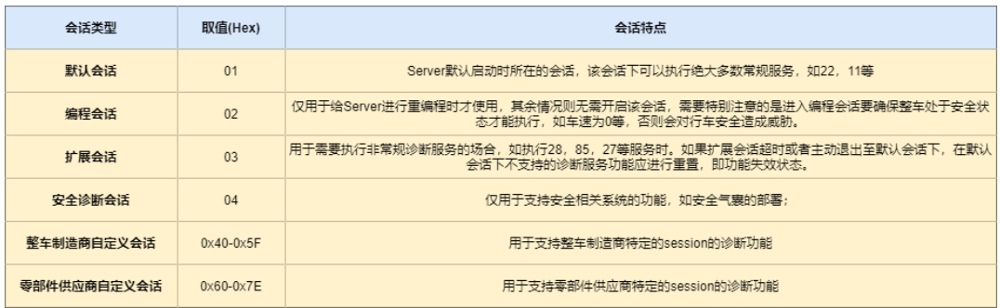 会话类型 取值(Hex) 会话特点
默认会话 01 Server默认启动时所在的会话，该会话下可以执行绝大多数常规服务，如22，11等
编程会话 02 仅用于给Server进行重编程时才使用，其余情况则无需开启该会话，需要特别注意的是进入编程会话要确保整车处于安全状
态才能执行，如车速为0等，否则会对行车安全造成威胁。
扩展会话 03 用于需要执行非常规诊断服务的场合，如执行28，85，27等服务时。如果扩展会话超时或者主动退出至默认会话下，在默认
会话下不支持的诊断服务功能应进行重置，即功能失效状态。
安全诊断会话 04 仅用于支持安全相关系统的功能，如安全气囊的部署；
整车制造商自定义会话 0x40-0x5F 用于支持整车制造商特定的session的诊断功能
零部件供应商自定义会话 0x60-0x7E 用于支持零部件供应商特定的session的诊断功能